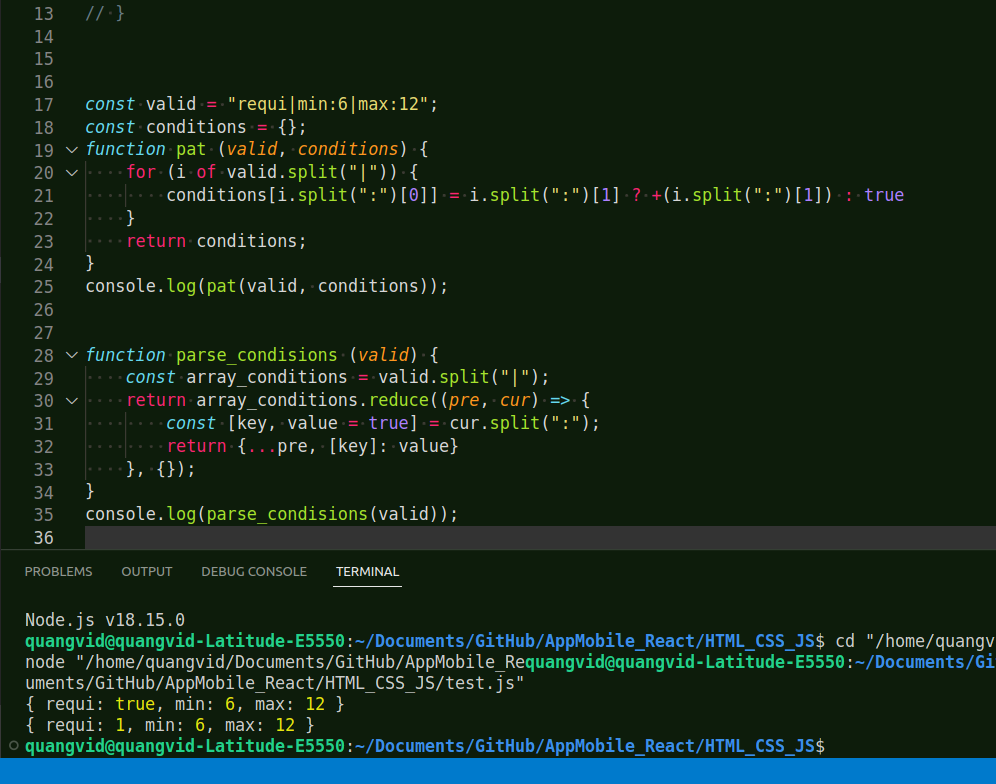 13 // }
14
15
16
17 const valid = "requi|min:6|max:12";
18 const conditions = {};
19 function pat (valid, conditions) {
20     for (i of valid.split("|")) {
21         conditions[i.split(":")[0]] = i.split(":")[1] ? +(i.split(":")[1]) : true
22     }
23     return conditions;
24 }
25 console.log(pat(valid, conditions));
26
27
28 function parse_condisions (valid) {
29     const array_conditions = valid.split("|");
30     return array_conditions.reduce((pre, cur) => {
31         const [key, value = true] = cur.split(":");
32         return {...pre, [key]: value}
33     }, {});
34 }
35 console.log(parse_condisions(valid));
36
PROBLEMS OUTPUT DEBUG CONSOLE TERMINAL
Node.js v18.15.0
quangvid@quangvid-Latitude-E5550:~/Documents/GitHub/AppMobile_React/HTML_CSS_JS$ cd "/home/quangv
node "/home/quangvid/Documents/GitHub/AppMobile_Requangvid@quangvid-Latitude-E5550:~/Documents/Gi
uments/GitHub/AppMobile_React/HTML_CSS_JS/test.js"
{ requi: true, min: 6, max: 12 }
{ requi: 1, min: 6, max: 12 }
quangvid@quangvid-Latitude-E5550:~/Documents/GitHub/AppMobile_React/HTML_CSS_JS$